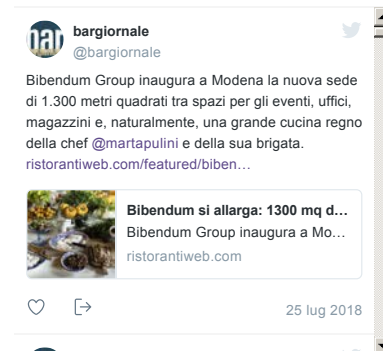 bar
bargiornale
@bargiornale
Bibendum Group inaugura a Modena la nuova sede
di 1.300 metri quadrati tra spazi per gli eventi, uffici,
magazzini e, naturalmente, una grande cucina regno
della chef @martapulini e della sua brigata.
ristorantiweb.com/featured/biben…
Bibendum si allarga: 1300 mq d…
Bibendum Group inaugura a Mo…
ristorantiweb.com
25 lug 2018